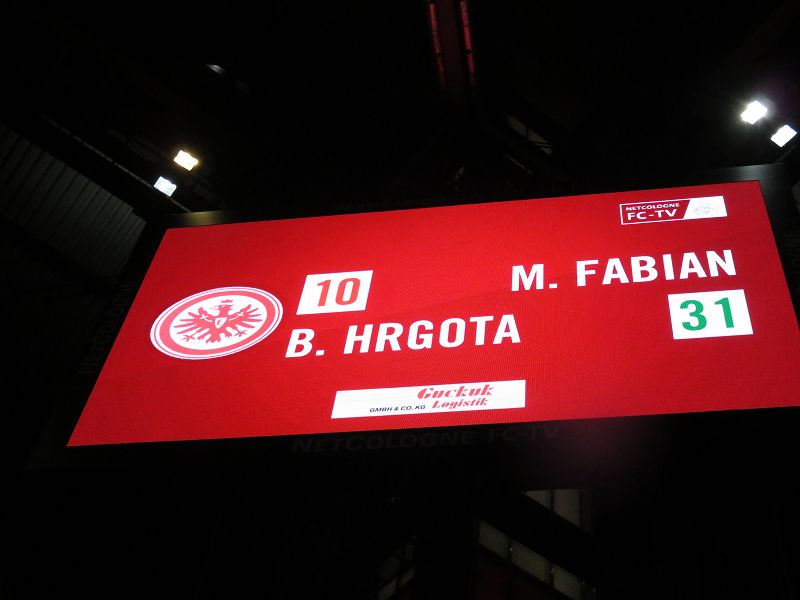 NETCOLOGNE
FC-TV
10
B. HRGOTA
M. FABIAN
31
Guckuk
GMBH & CO. KG Logistik
NETCOLOGNE FC-TV